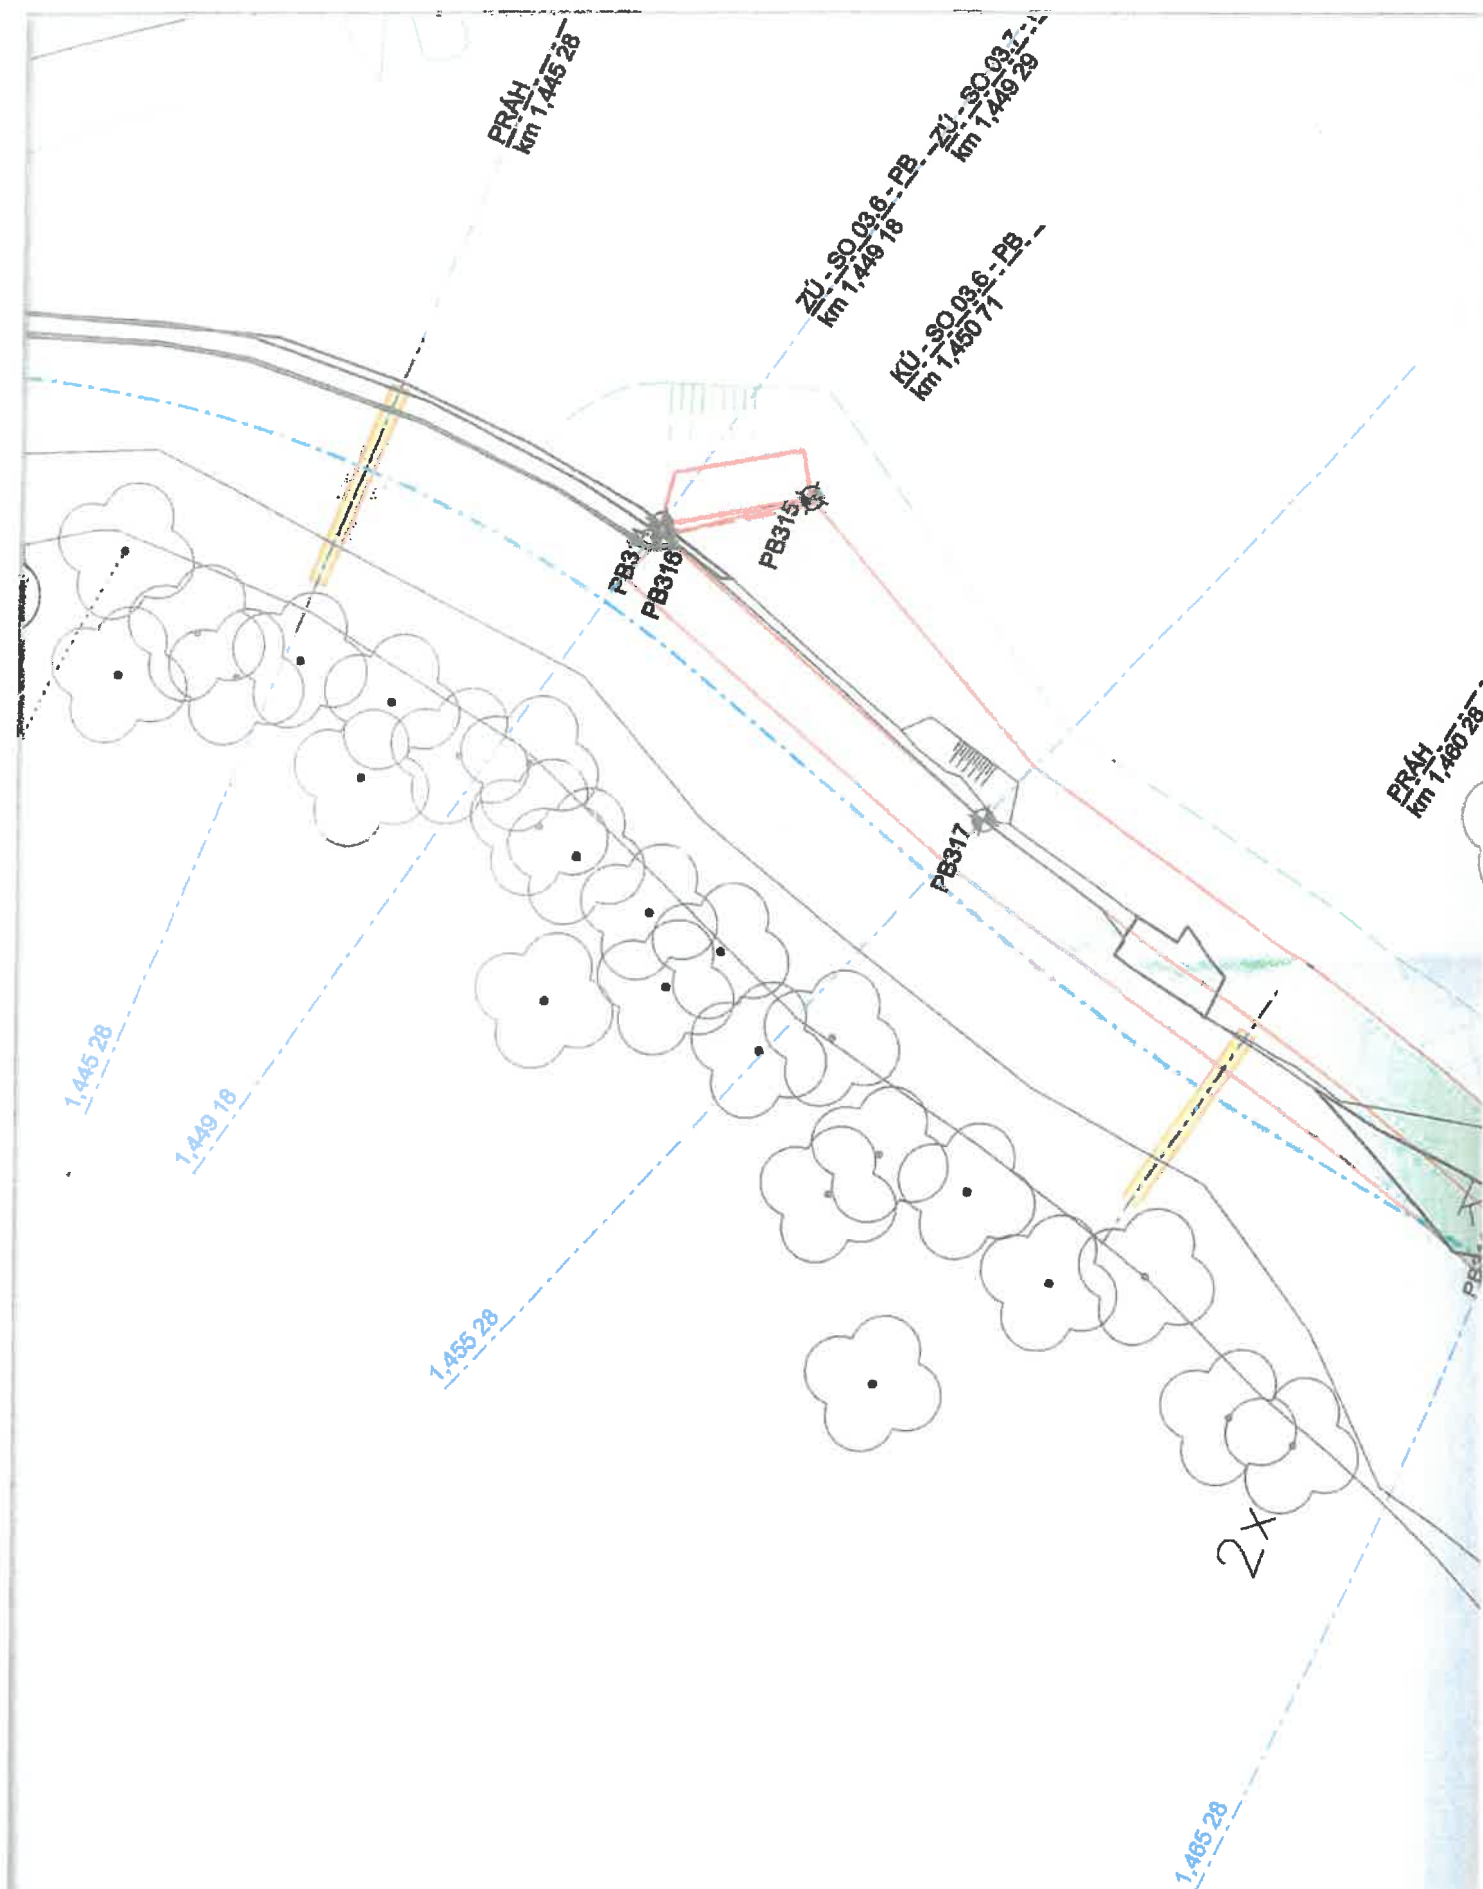 PRÁH
km 1,445 28
ZÚ - SO 03.7 -
km 1,449 29
ZÚ - SO 03.6 - PB
km 1,449 18
KÚ - SO 03.6 - PB
km 1,450 71
PB315
PB3
PB316
PB317
PRÁH
km 1,460 28
1,445 28
1,449 18
1,455 28
2x
1,465 28